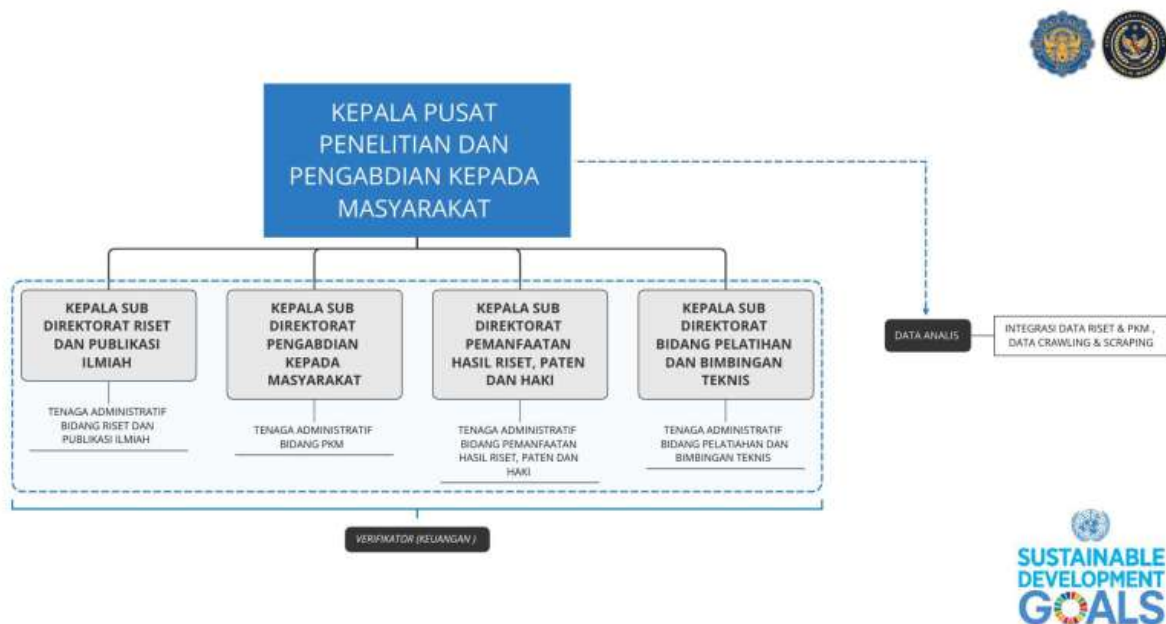 KEPALA PUSAT
PENELITIAN DAN
PENGABDIAN KEPADA
MASYARAKAT
KEPALA SUB
DIREKTORAT RISET
DAN PUBLIKASI
ILMIAH
TENAGA ADMINISTRATIF
BIDANG RISET DAN
PUBLIKASI ILMIAH
KEPALA SUB
DIREKTORAT
PENGABDIAN
KEPADA
MASYARAKAT
TENAGA ADMINISTRATIF
BIDANG PKM
KEPALA SUB
DIREKTORAT
PEMANFAATAN
HASIL RISET, PATEN
DAN HAKI
TENAGA ADMINISTRATIF
BIDANG PEMANFAATAN
HASIL RISET, PATEN DAN
HAKI
KEPALA SUB
DIREKTORAT
BIDANG PELATIHAN
DAN BIMBINGAN
TEKNIS
TENAGA ADMINISTRATIF
BIDANG PELATIAHAN DAN
BIMBINGAN TEKNIS
DATA ANALIS
INTEGRASI DATA RISET & PKM ,
DATA CRAWLING & SCRAPING
VERIFIKATOR (KEUANGAN )
SUSTAINABLE
DEVELOPMENT
GOALS